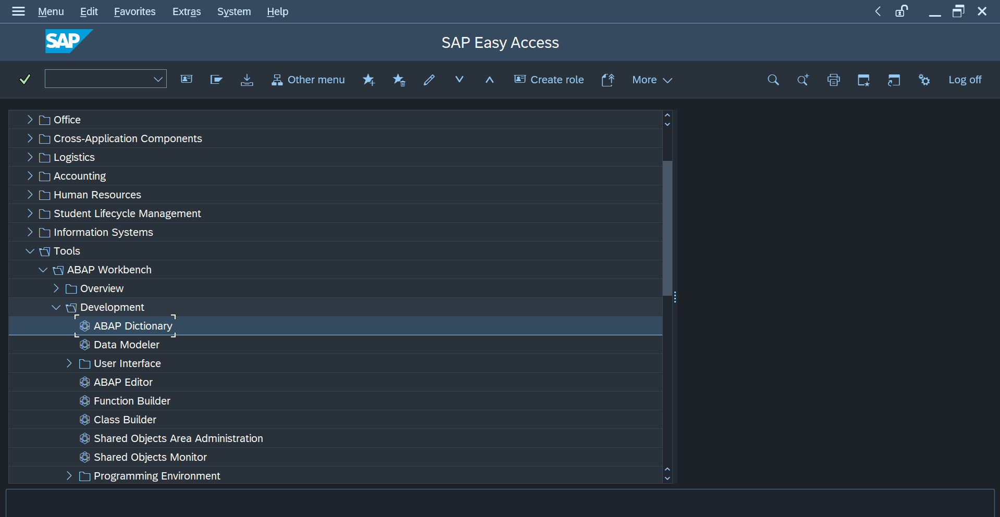 Menu Edit Favorites Extras System Help
SAP
SAP Easy Access
Other menu Create role More Log off
Office
Cross-Application Components
Logistics
Accounting
Human Resources
Student Lifecycle Management
Information Systems
Tools
ABAP Workbench
Overview
Development
ABAP Dictionary
Data Modeler
User Interface
ABAP Editor
Function Builder
Class Builder
Shared Objects Area Administration
Shared Objects Monitor
Programming Environment